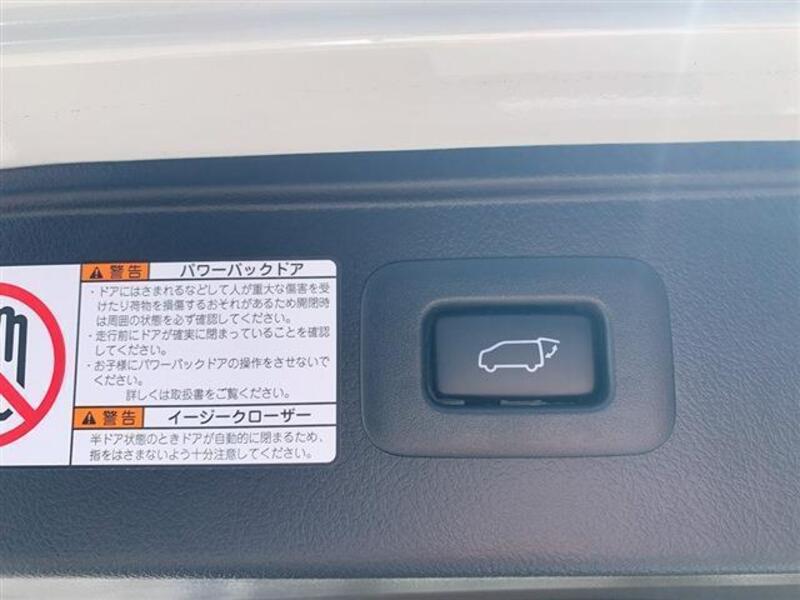 警告 パワーバックドア
・ドアにはさまれるなどして人が重大な傷害を受
けたり荷物を損傷するおそれがあるため開閉時
は周囲の状態を必ず確認してください。
・走行前にドアが確実に閉まっていることを確認
してください。
・お子様にパワーバックドアの操作をさせないで
ください。
詳しくは取扱書をご覧ください。
警告 イージークローザー
半ドア状態のときドアが自動的に閉まるため、
指をはさまないよう十分注意してください。